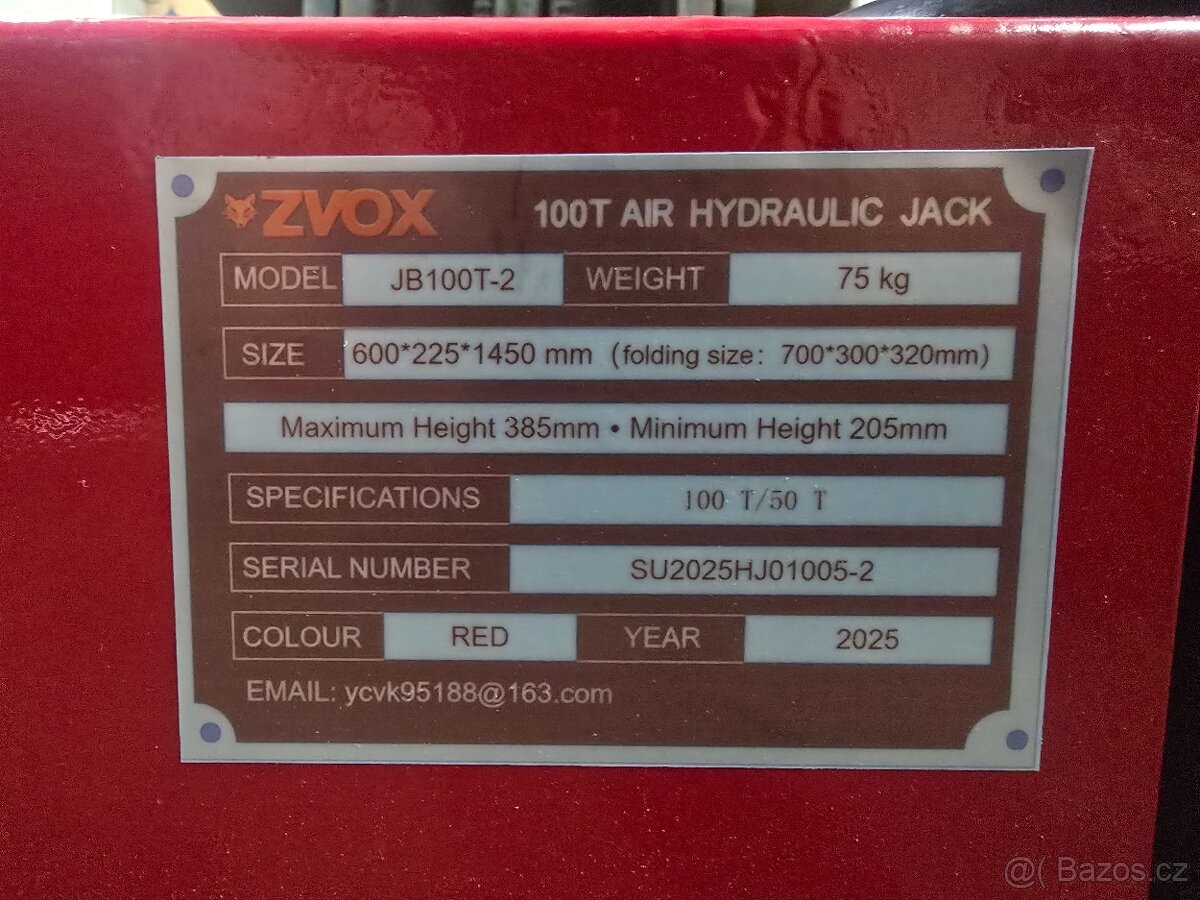 ZVOX 100T AIR HYDRAULIC JACK
MODEL JB100T-2 WEIGHT 75 kg
SIZE 600*225*1450 mm (folding size: 700*300*320mm)
Maximum Height 385mm • Minimum Height 205mm
SPECIFICATIONS 100 T/50 T
SERIAL NUMBER SU2025HJ01005-2
COLOUR RED YEAR 2025
EMAIL: ycvk95188@163.com
@( Bazos.cz